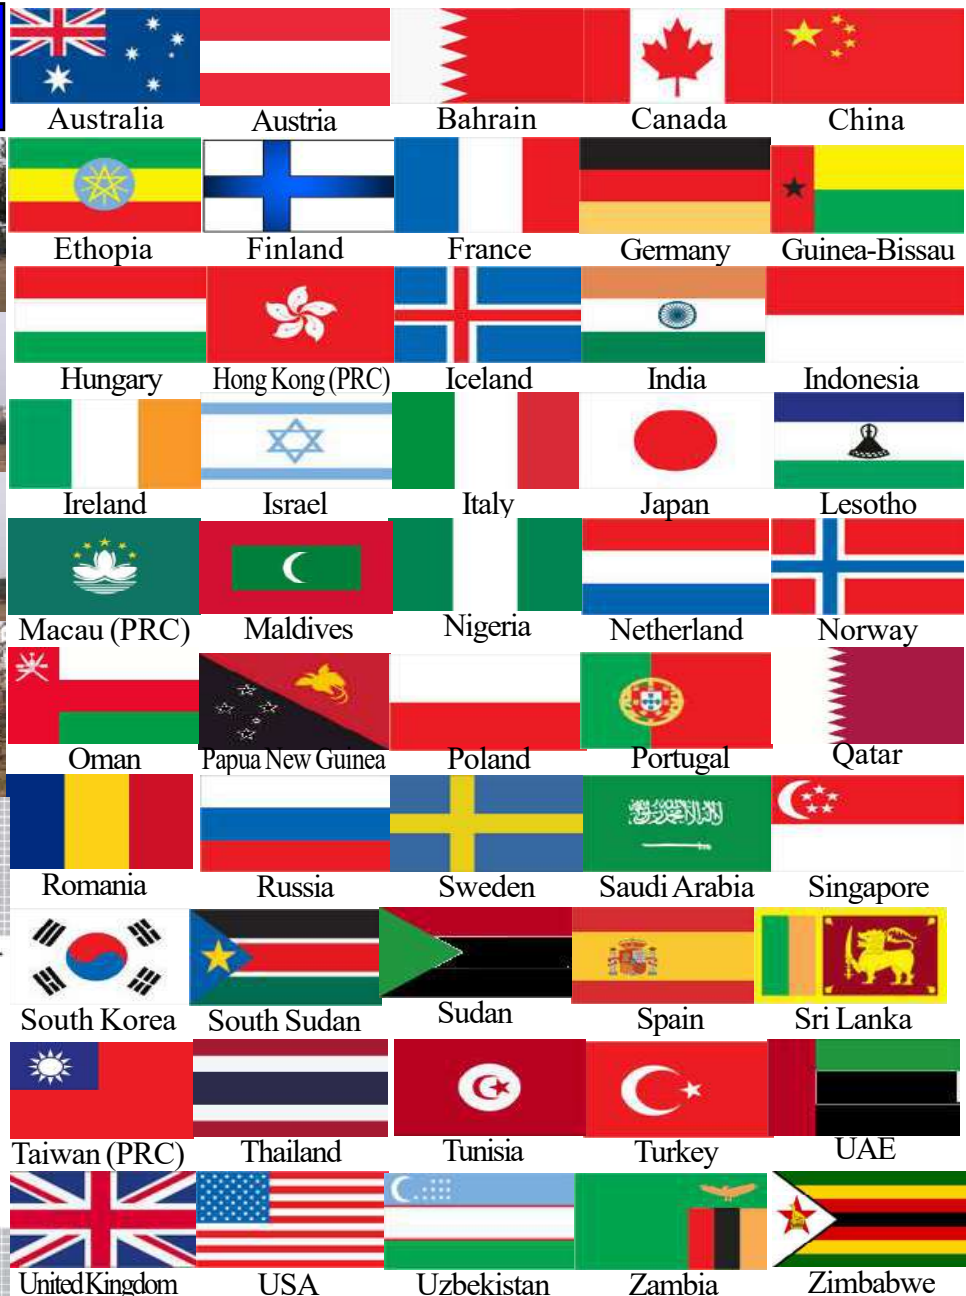 Australia Austria Bahrain Canada China
Ethopia Finland France Germany Guinea-Bissau
Hungary Hong Kong (PRC) Iceland India Indonesia
Ireland Israel Italy Japan Lesotho
Macau (PRC) Maldives Nigeria Netherland Norway
Oman Papua New Guinea Poland Portugal Qatar
Romania Russia Sweden Saudi Arabia Singapore
South Korea South Sudan Sudan Spain Sri Lanka
Taiwan (PRC) Thailand Tunisia Turkey UAE
United Kingdom USA Uzbekistan Zambia Zimbabwe